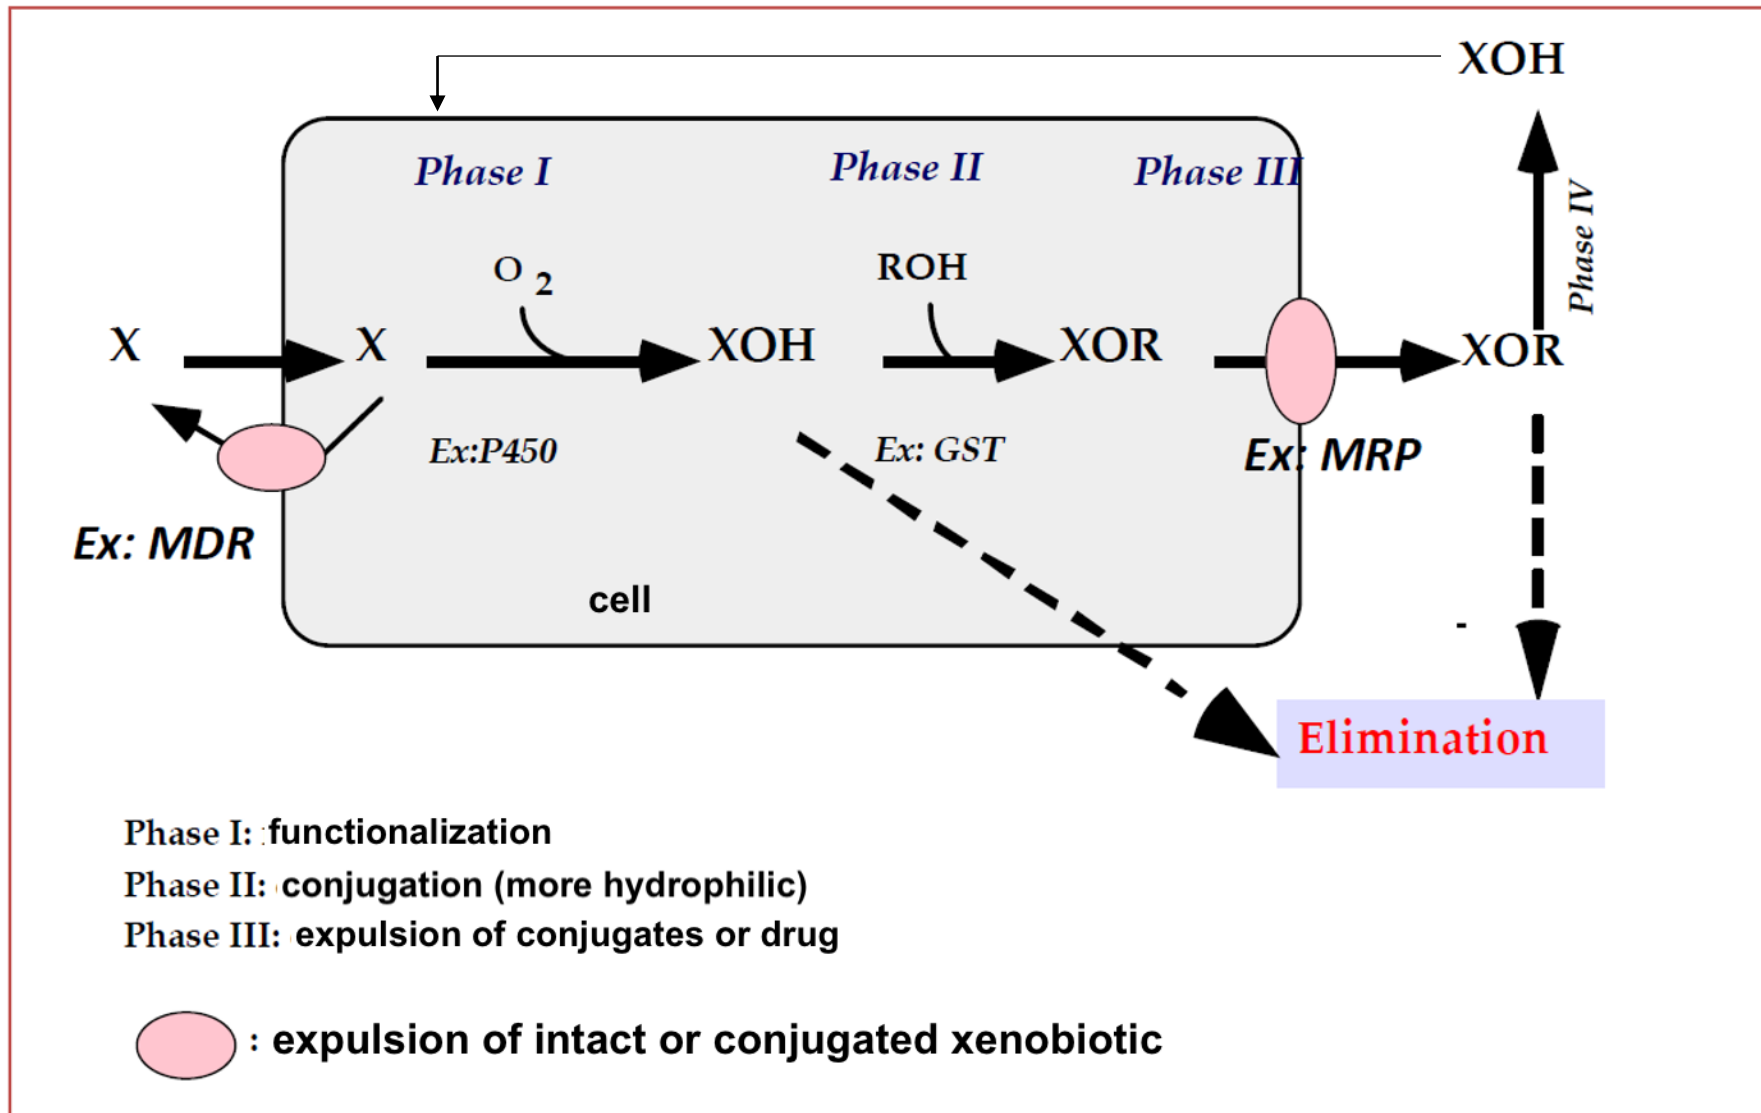 XOH
Phase I
Phase II
Phase III
Phase IV
O 2
ROH
X
X
XOH
XOR
XOR
Ex:P450
Ex: GST
Ex: MRP
Ex: MDR
cell
-
Elimination
Phase I: :functionalization
Phase II: conjugation (more hydrophilic)
Phase III: expulsion of conjugates or drug
: expulsion of intact or conjugated xenobiotic